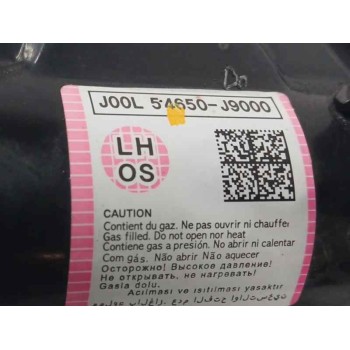 J00L 54650-J9000
LH
OS
CAUTION
Contient du gaz. Ne pas ouvrir ni chauffer
Gas filled. Do not open nor heat
Contiene gas a presión. No abrir ni calentar
Com gás. Não abrir Não aquecer
Осторожно! Высокое давление!
Не открывать, не нагревать!
Gasla dolu.
Açılması ve ısıtılması yasaktır